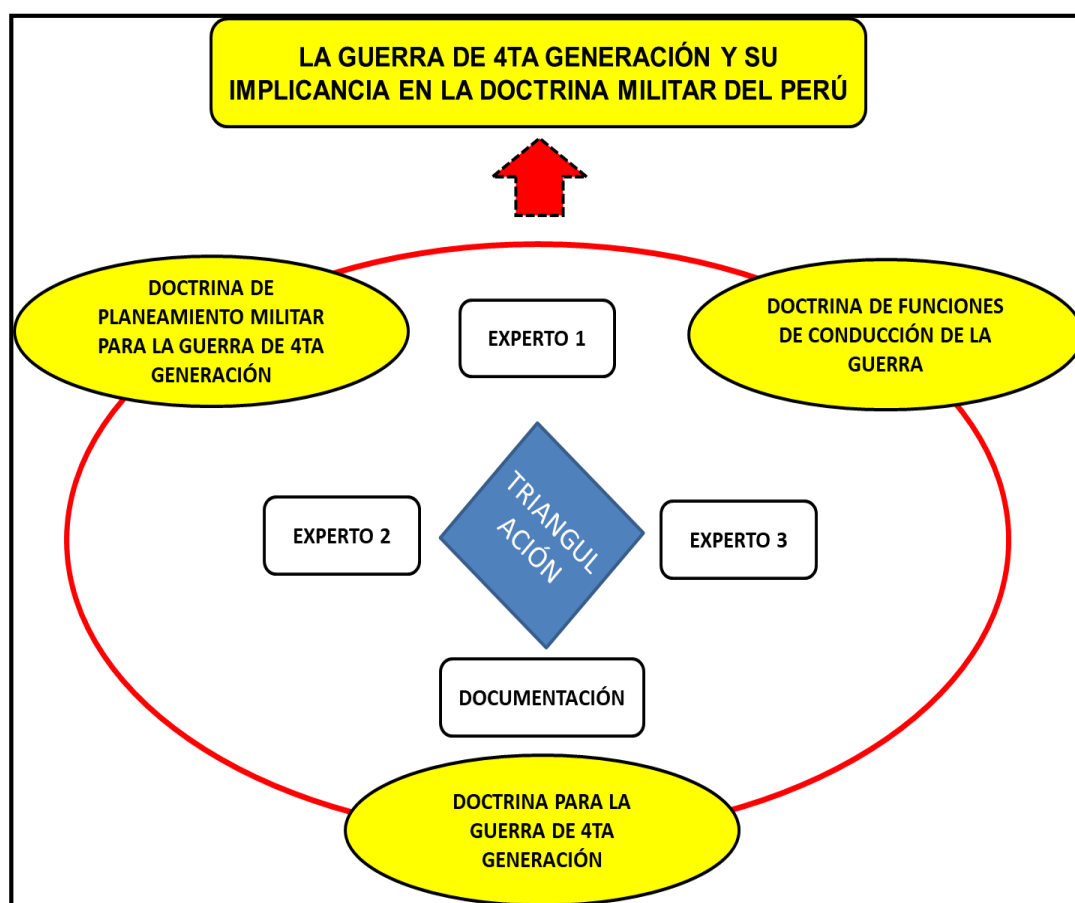 LA GUERRA DE 4TA GENERACIÓN Y SU
IMPLICANCIA EN LA DOCTRINA MILITAR DEL PERÚ
DOCTRINA DE
PLANEAMIENTO MILITAR
PARA LA GUERRA DE 4TA
GENERACIÓN
EXPERTO 1
DOCTRINA DE FUNCIONES
DE CONDUCCIÓN DE LA
GUERRA
EXPERTO 2
TRIANGUL
ACIÓN
EXPERTO 3
DOCUMENTACIÓN
DOCTRINA PARA LA
GUERRA DE 4TA
GENERACIÓN